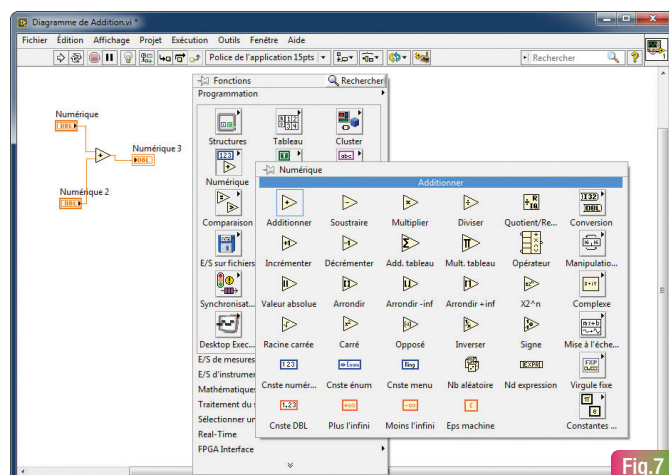 Diagramme de Addition.vi *
Fichier Édition Affichage Projet Exécution Outils Fenêtre Aide
Police de l'application 15pts
Rechercher
Fonctions
Rechercher
Programmation
Numérique
DBL
Numérique 3
DBL
Numérique 2
DBL
Structures Tableau Cluster
Numérique
Comparaison
E/S sur fichiers
Synchronisat...
Desktop Exec...
E/S de mesures
E/S d'instrumen
Mathématiques
Traitement du s
Sélectionner un
Real-Time
FPGA Interface
Numérique
Additionner
Additionner Soustraire Multiplier Diviser Quotient/Re... Conversion
Incrémenter Décrémenter Add. tableau Mult. tableau Opérateur Manipulatio...
Valeur absolue Arrondir Arrondir -inf Arrondir +inf X2^n Complexe
Racine carrée Carré Opposé Inverser Signe Mise à l'éche...
Cnste numér... Cnste énum Cnste menu Nb aléatoire Nd expression Virgule fixe
Cnste DBL Plus l'infini Moins l'infini Eps machine Constantes ...
Fig.7